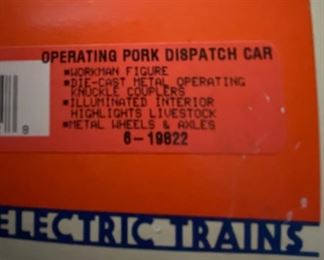 OPERATING PORK DISPATCH CAR
*WORKMAN FIGURE
*DIE-CAST METAL OPERATING
KNUCKLE COUPLERS
*ILLUMINATED INTERIOR
HIGHLIGHTS LIVESTOCK
*METAL WHEELS & AXLES
6-19822
ELECTRIC TRAINS